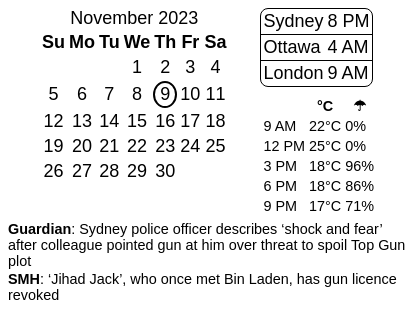 November 2023
Su Mo Tu We Th Fr Sa
1 2 3 4
5 6 7 8 9 10 11
12 13 14 15 16 17 18
19 20 21 22 23 24 25
26 27 28 29 30
Sydney 8 PM
Ottawa 4 AM
London 9 AM
°C ☂
9 AM 22°C 0%
12 PM 25°C 0%
3 PM 18°C 96%
6 PM 18°C 86%
9 PM 17°C 71%
Guardian: Sydney police officer describes ‘shock and fear’
after colleague pointed gun at him over threat to spoil Top Gun
plot
SMH: ‘Jihad Jack’, who once met Bin Laden, has gun licence
revoked